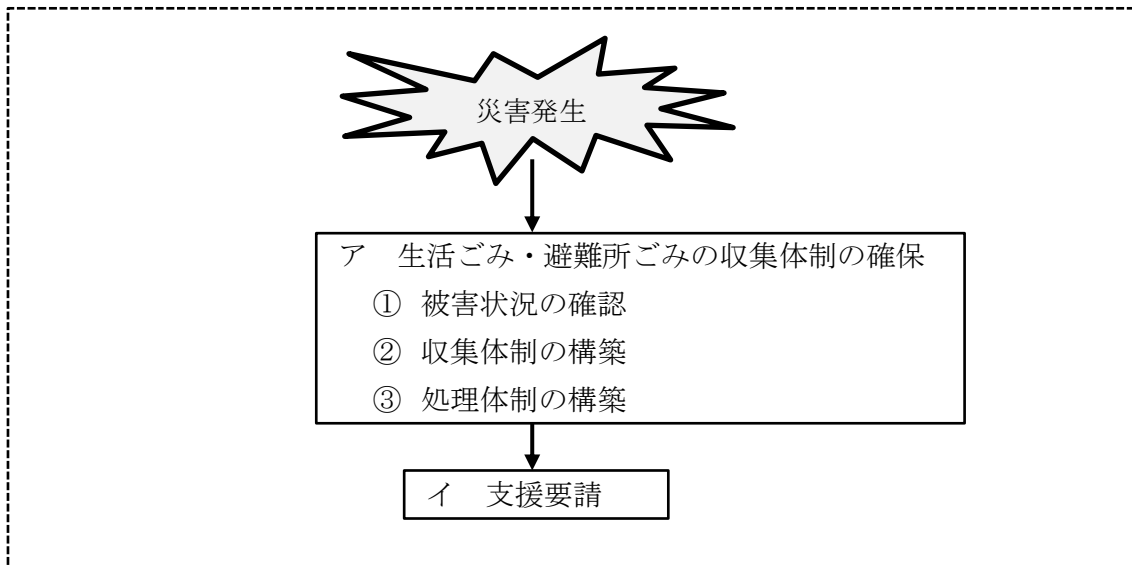 災害発生
ア 生活ごみ・避難所ごみの収集体制の確保
① 被害状況の確認
② 収集体制の構築
③ 処理体制の構築
イ 支援要請